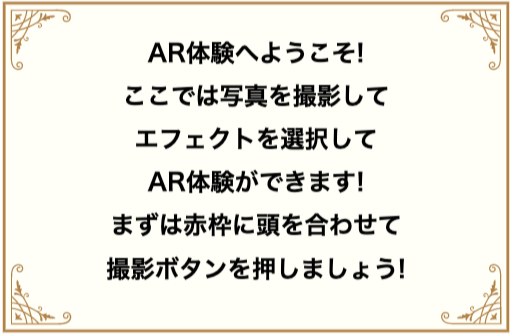 AR体験へようこそ!
ここでは写真を撮影して
エフェクトを選択して
AR体験ができます!
まずは赤枠に頭を合わせて
撮影ボタンを押しましょう!